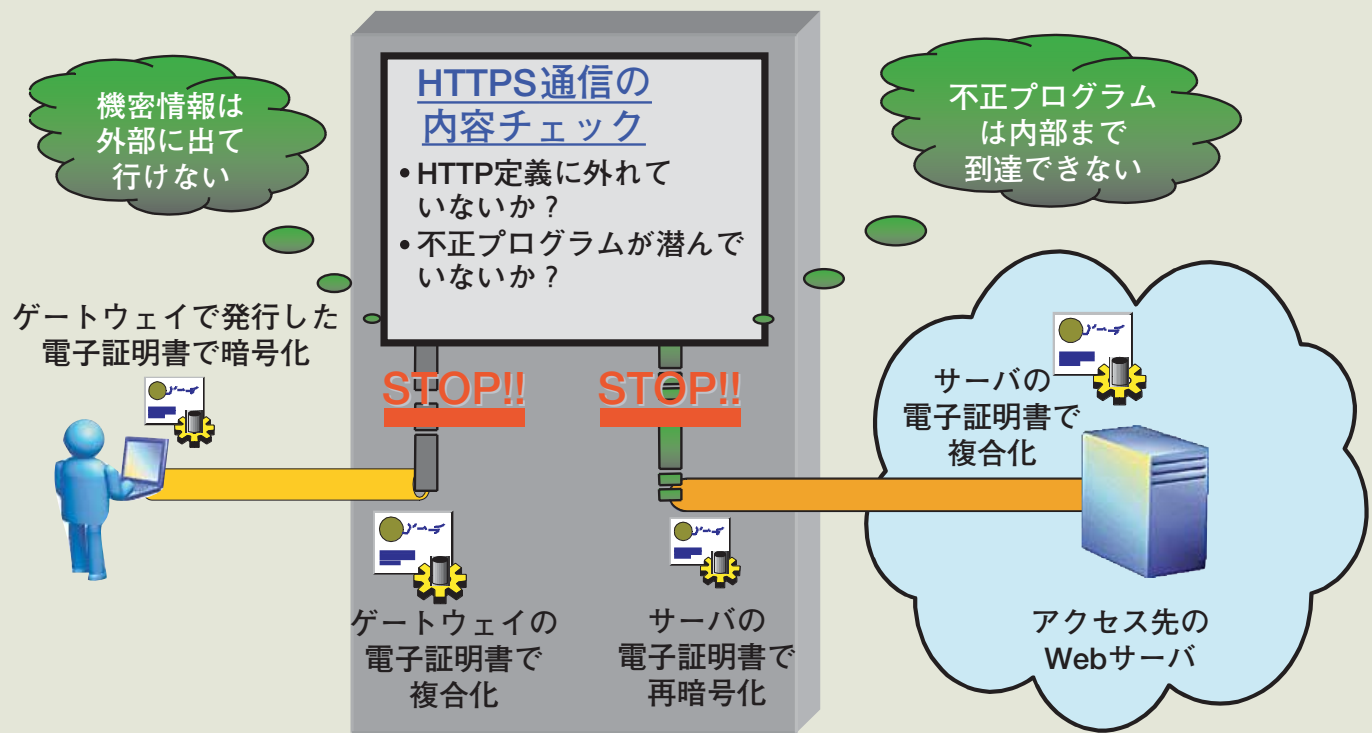 機密情報は
外部に出て
行けない
HTTPS通信の
内容チェック
• HTTP定義に外れて
いないか？
• 不正プログラムが潜んで
いないか？
不正プログラム
は内部まで
到達できない
ゲートウェイで発行した
電子証明書で暗号化
STOP!!
STOP!!
サーバの
電子証明書で
複合化
ゲートウェイの
電子証明書で
複合化
サーバの
電子証明書で
再暗号化
アクセス先の
Webサーバ